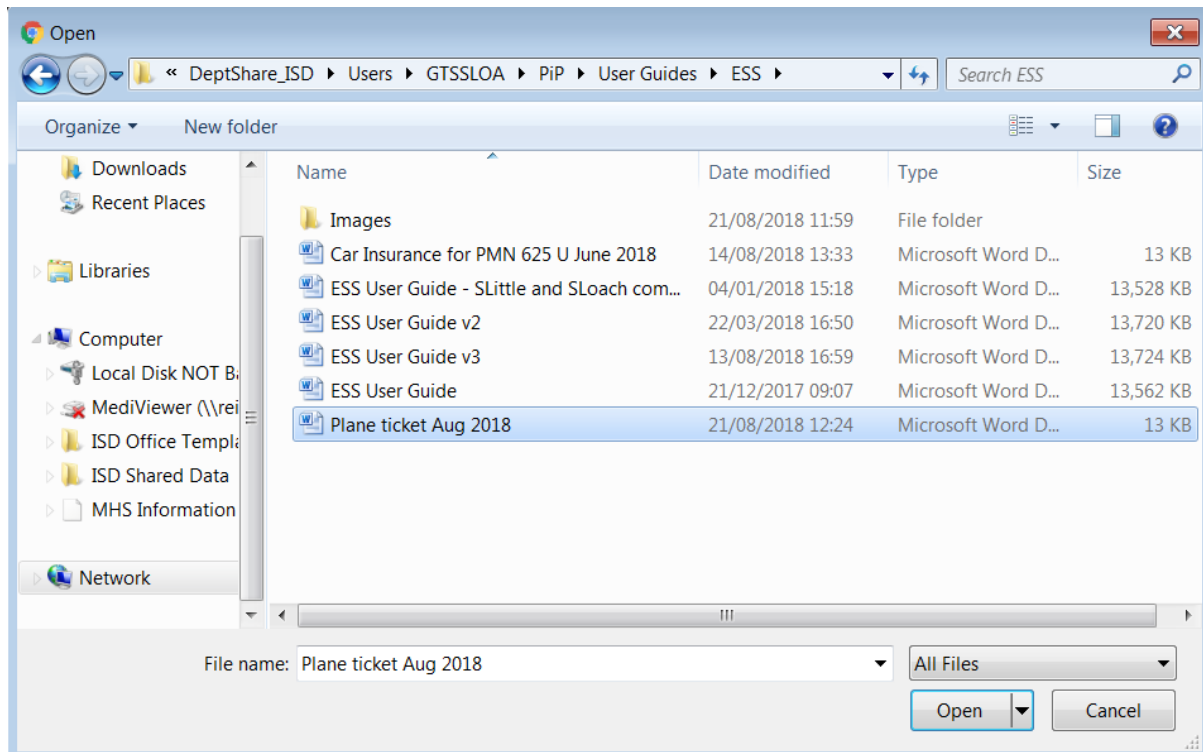 Open
« DeptShare_ISD ▸ Users ▸ GTSSLOA ▸ PiP ▸ User Guides ▸ ESS ▸ Search ESS
Organize New folder
Name Date modified Type Size
Downloads
Recent Places
Libraries
Computer
Local Disk NOT Ba
MediViewer (\\rei
ISD Office Templa
ISD Shared Data
MHS Information
Network
Images 21/08/2018 11:59 File folder
Car Insurance for PMN 625 U June 2018 14/08/2018 13:33 Microsoft Word D... 13 KB
ESS User Guide - SLittle and SLoach com... 04/01/2018 15:18 Microsoft Word D... 13,528 KB
ESS User Guide v2 22/03/2018 16:50 Microsoft Word D... 13,720 KB
ESS User Guide v3 13/08/2018 16:59 Microsoft Word D... 13,724 KB
ESS User Guide 21/12/2017 09:07 Microsoft Word D... 13,562 KB
Plane ticket Aug 2018 21/08/2018 12:24 Microsoft Word D... 13 KB
File name: Plane ticket Aug 2018 All Files
Open Cancel